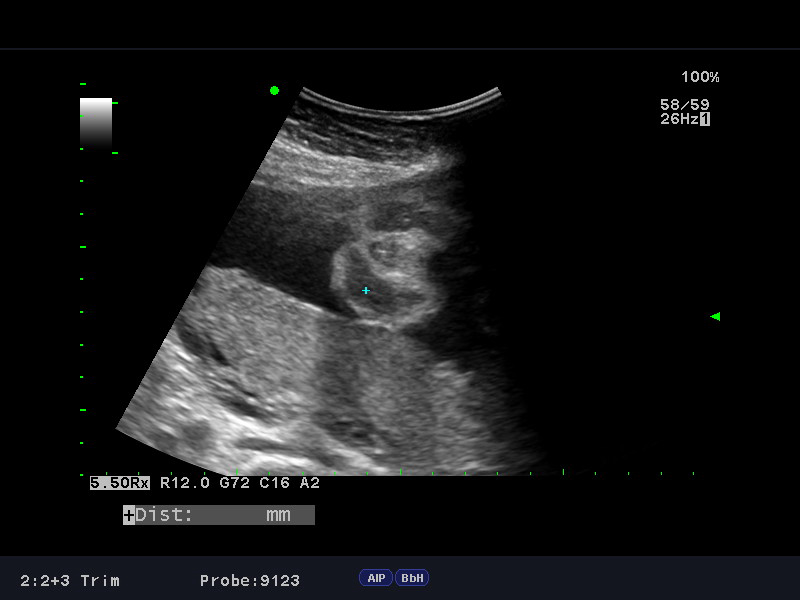 100%
58/59
26Hz1
5.50Rx R12.0 G72 C16 A2
+Dist: mm
2:2+3 Trim Probe:9123 AIP BbH